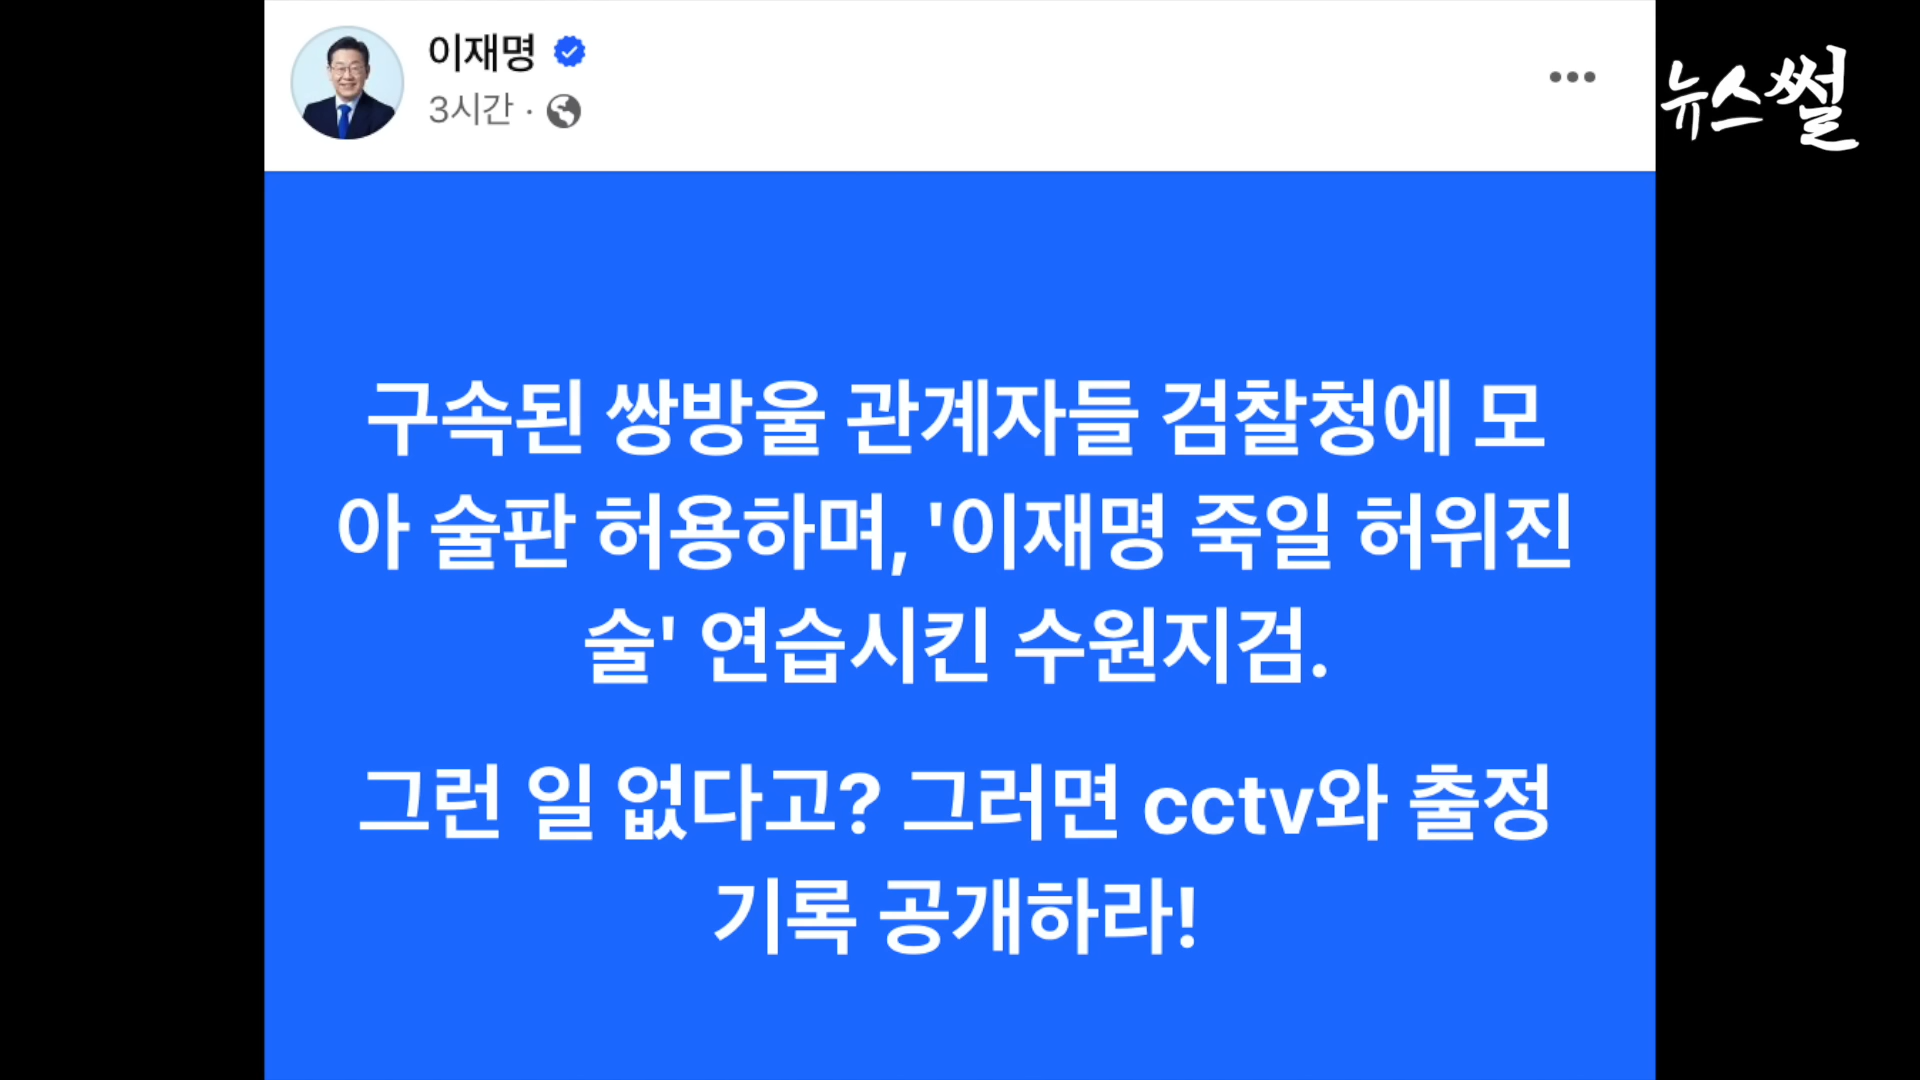 이재명
3시간 ·
뉴스썰
구속된 쌍방울 관계자들 검찰청에 모
아 술판 허용하며, '이재명 죽일 허위진
술' 연습시킨 수원지검.
그런 일 없다고? 그러면 cctv와 출정
기록 공개하라!